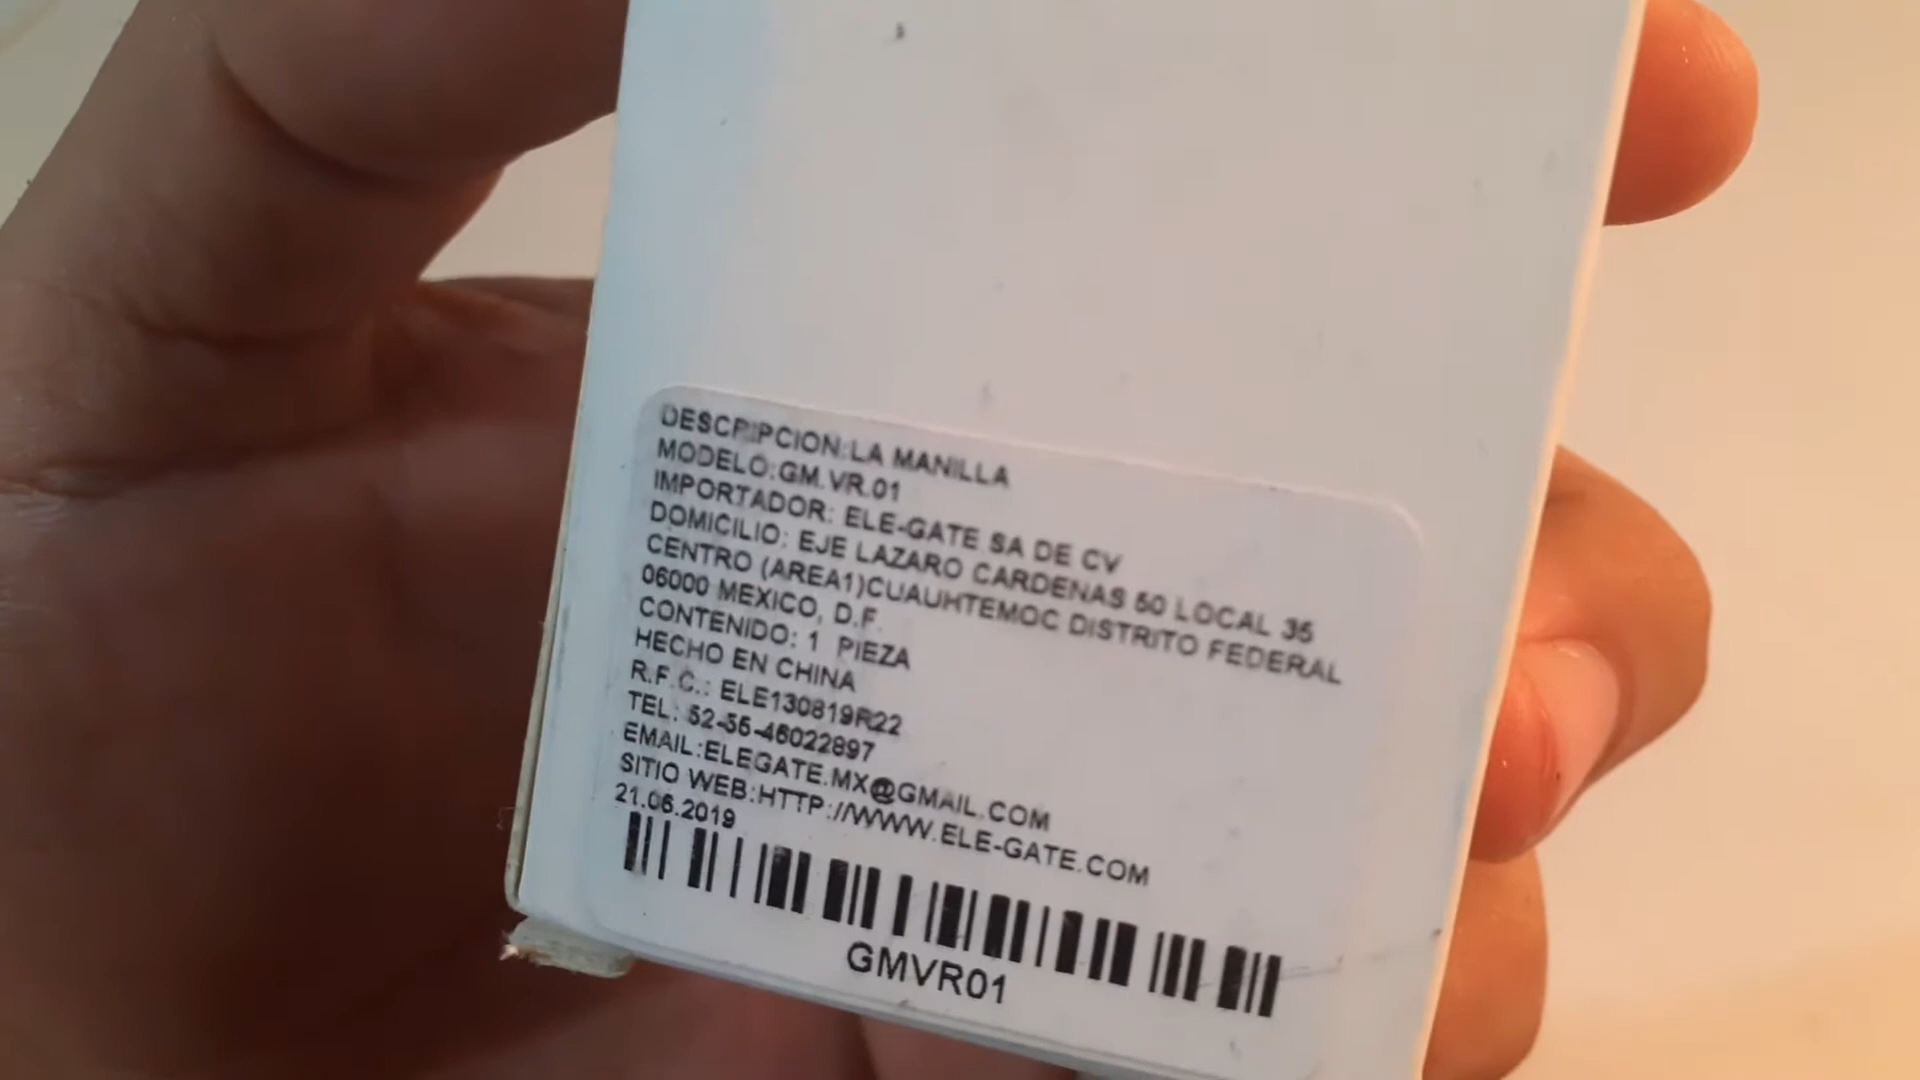 DESCRIPCION:LA MANILLA
MODELO:GM.VR.01
IMPORTADOR: ELE-GATE SA DE CV
DOMICILIO: EJE LAZARO CARDENAS 50 LOCAL 35
CENTRO (AREA1)CUAUHTEMOC DISTRITO FEDERAL
06000 MEXICO, D.F.
CONTENIDO: 1 PIEZA
HECHO EN CHINA
R.F.C.: ELE130819R22
TEL: 52-55-46022897
EMAIL:ELEGATE.MX@GMAIL.COM
SITIO WEB:HTTP://WWW.ELE-GATE.COM
21.06.2019
GMVR01